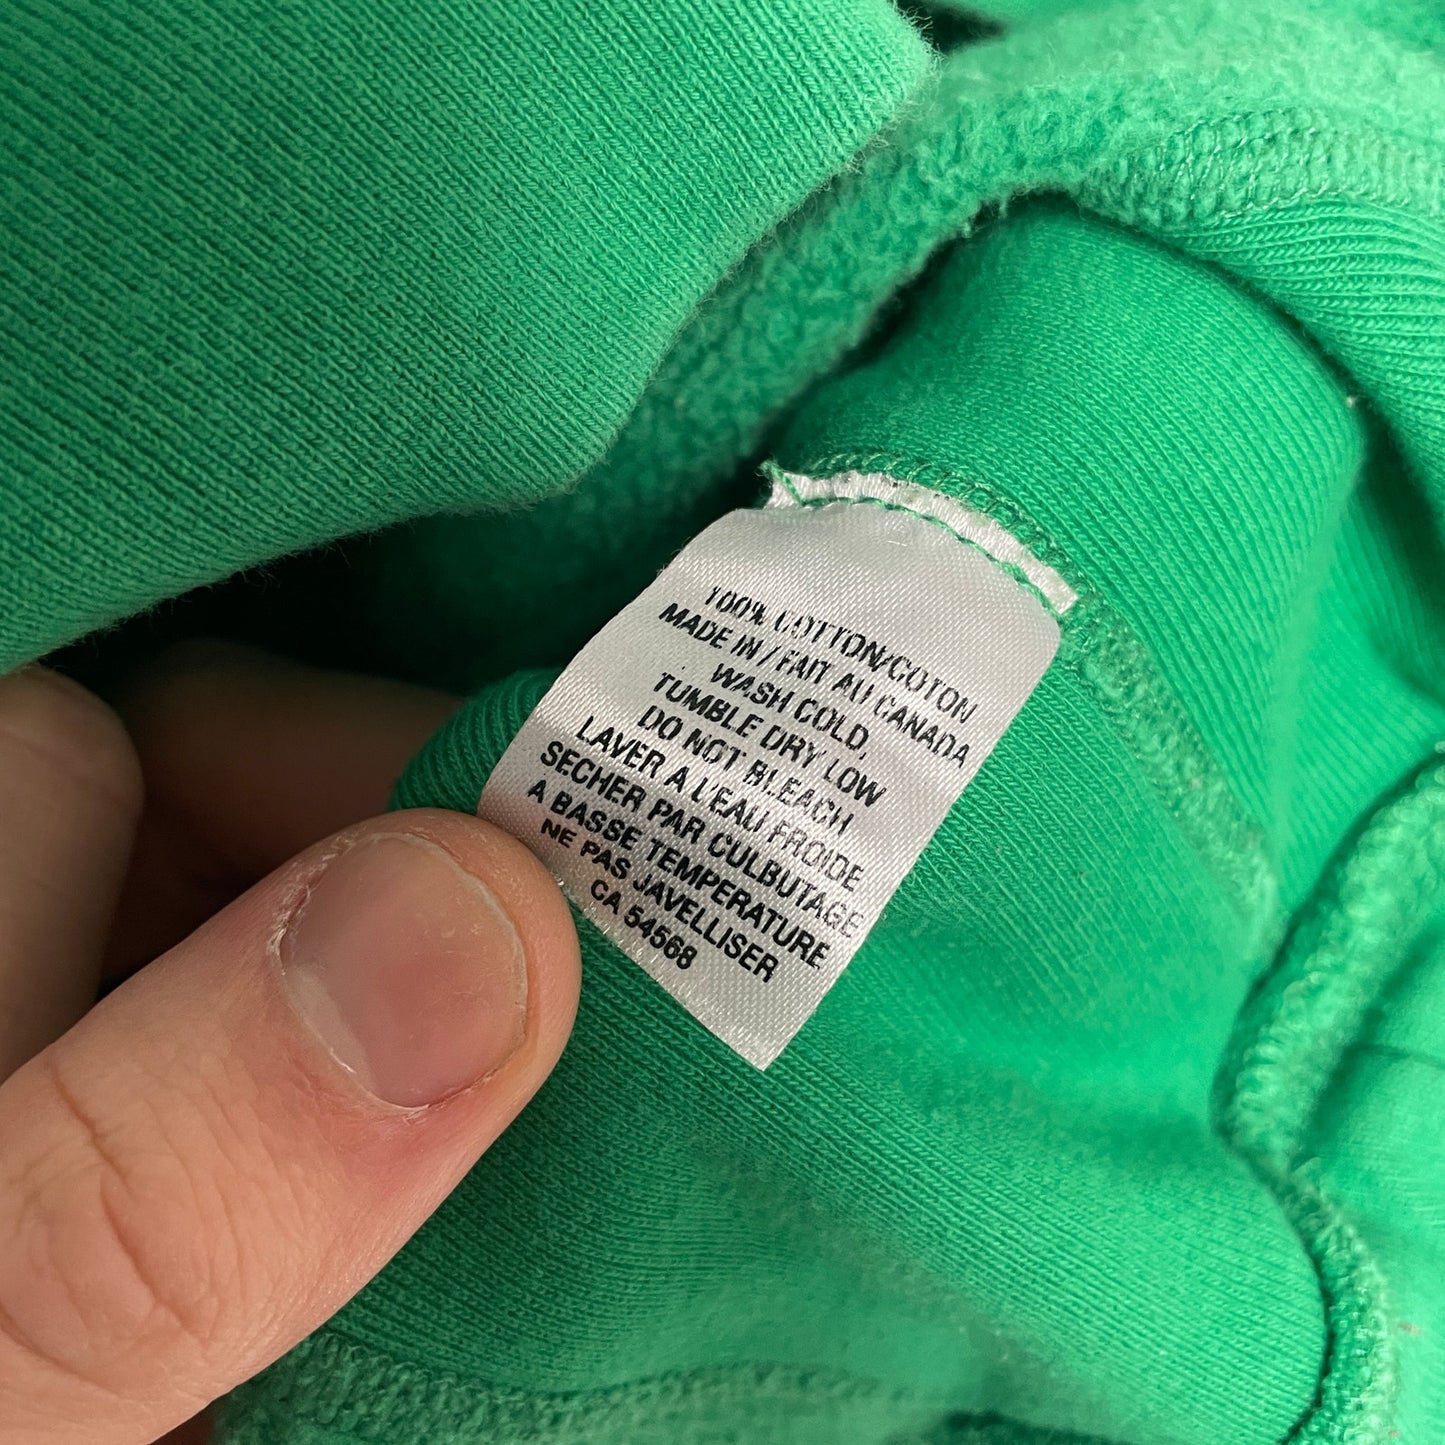 100% COTTON/COTON
MADE IN / FAIT AU CANADA
WASH COLD,
TUMBLE DRY LOW
DO NOT BLEACH
LAVER A L'EAU FROIDE
SECHER PAR CULBUTAGE
A BASSE TEMPERATURE
NE PAS JAVELLISER
CA 54568